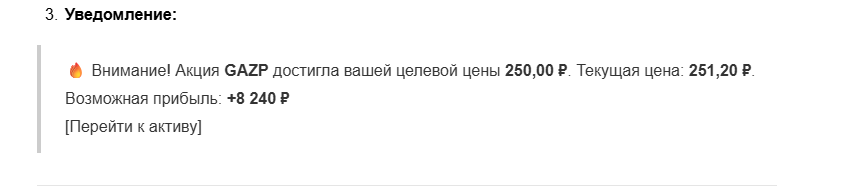 3. Уведомление:
🔥 Внимание! Акция GAZP достигла вашей целевой цены 250,00 ₽. Текущая цена: 251,20 ₽.
Возможная прибыль: +8 240 ₽
[Перейти к активу]